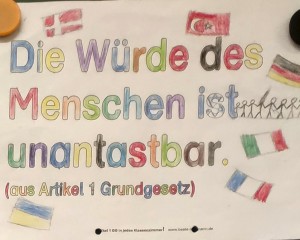 Die Würde des
Menschen ist
unantastbar.
(aus Artikel 1 Grundgesetz)